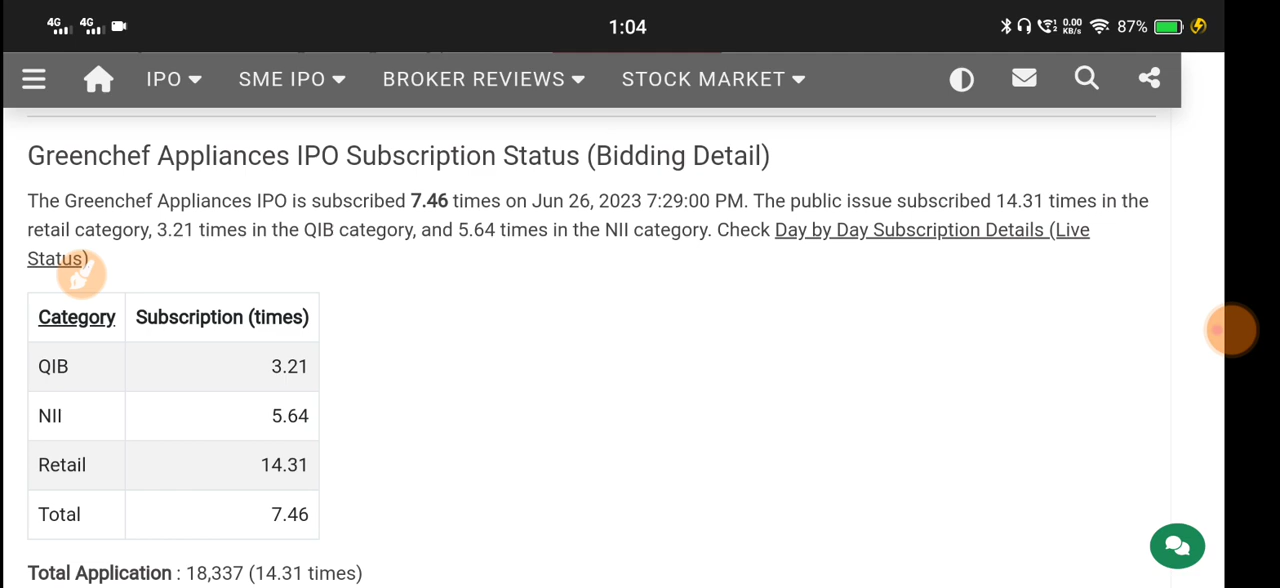 4G 4G 1:04 2 0.00 KB/s 87%
IPO SME IPO BROKER REVIEWS STOCK MARKET
Greenchef Appliances IPO Subscription Status (Bidding Detail)
The Greenchef Appliances IPO is subscribed 7.46 times on Jun 26, 2023 7:29:00 PM. The public issue subscribed 14.31 times in the
retail category, 3.21 times in the QIB category, and 5.64 times in the NII category. Check Day by Day Subscription Details (Live
Status)
Category Subscription (times)
QIB 3.21
NII 5.64
Retail 14.31
Total 7.46
Total Application : 18,337 (14.31 times)